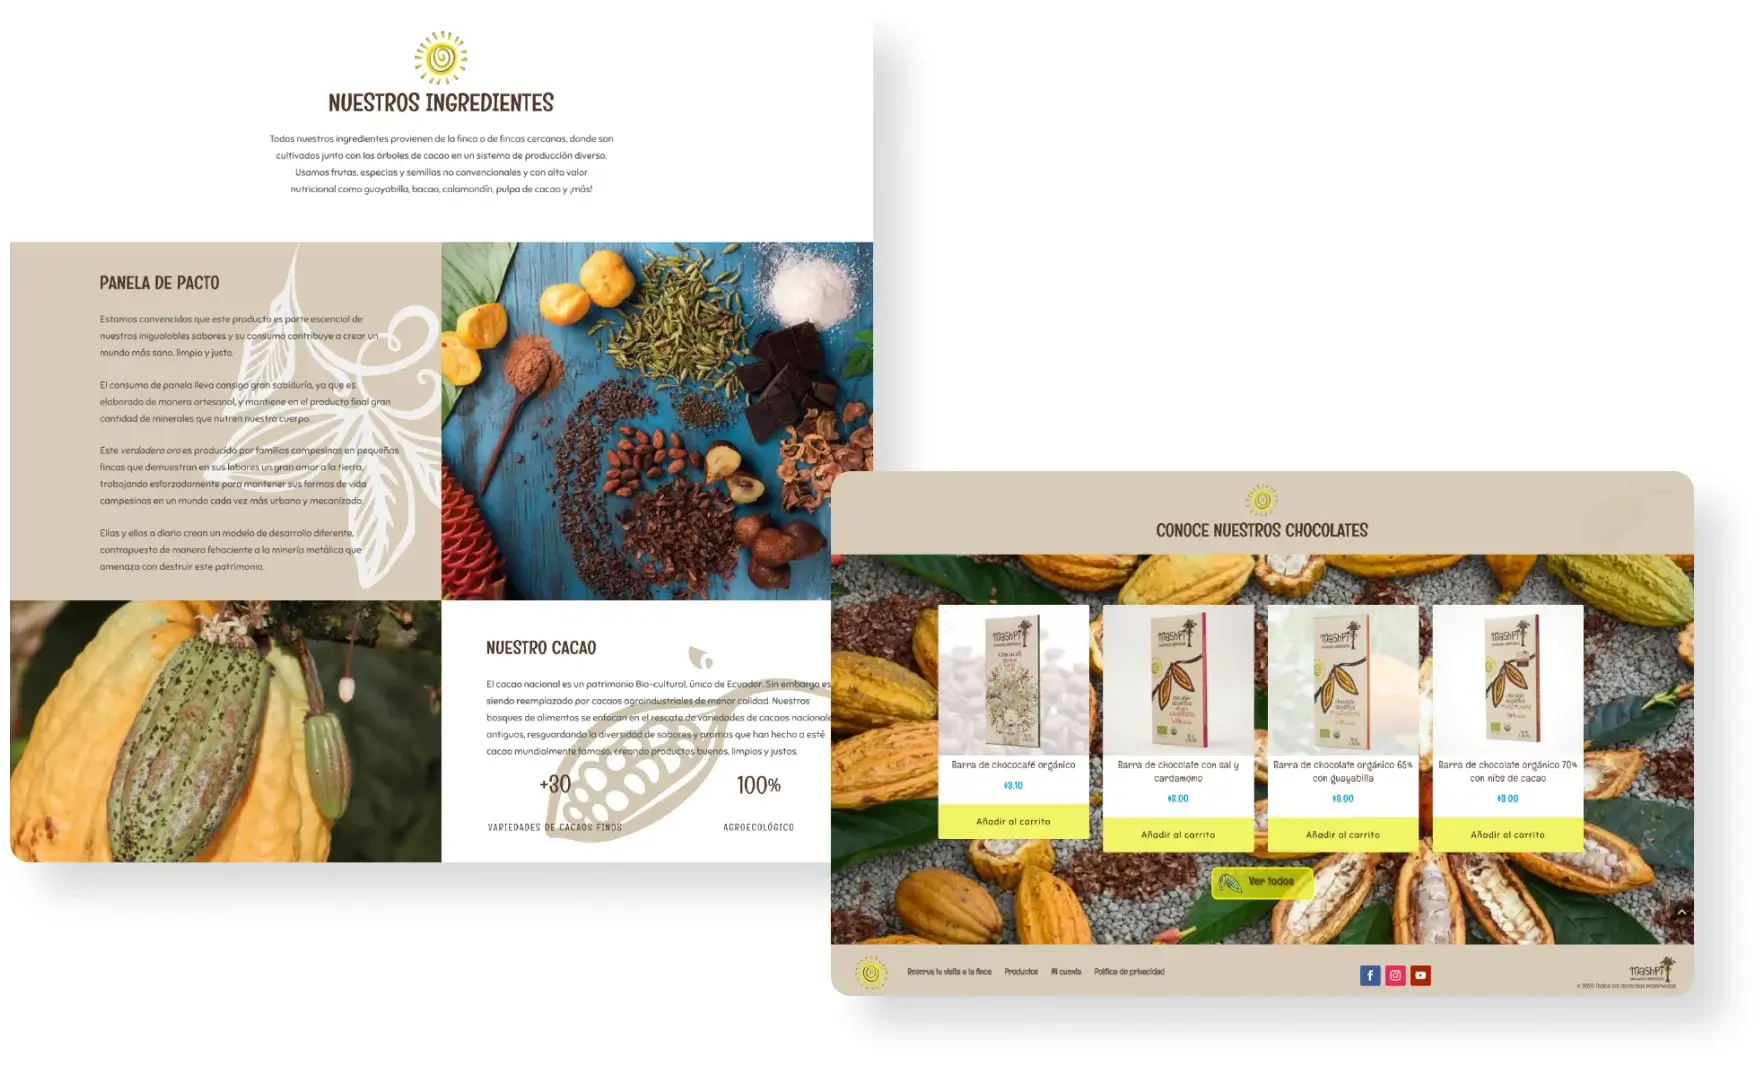 NUESTROS INGREDIENTES
Todos nuestros ingredientes provienen de la finca o de fincas cercanas, donde son
cultivados junto con los árboles de cacao en un sistema de producción diverso.
Usamos frutas, especias y semillas no convencionales y con alto valor
nutricional como guayabilla, bacao, calamondín, pulpa de cacao y ¡más!
PANELA DE PACTO
Estamos convencidos que este producto es parte escencial de
nuestros inigualables sabores y su consumo contribuye a crear un
mundo más sano, limpio y justo.
El consumo de panela lleva consigo gran sabiduría, ya que es
elaborada de manera artesanal, y mantiene en el producto final gran
cantidad de minerales que nutren nuestro cuerpo.
Este verdadero oro es producido por familias campesinas en pequeñas
fincas que demuestran en sus labores un gran amor a la tierra,
trabajando esforzadamente para mantener sus formas de vida
campesinas en un mundo cada vez más urbano y mecanizado.
Ellas y ellos a diario crean un modelo de desarrollo diferente,
contrapuesto de manera fehaciente a la minería metálica que
amenaza con destruir este patrimonio.
NUESTRO CACAO
El cacao nacional es un patrimonio Bio-cultural, único de Ecuador. Sin embargo es
siendo reemplazado por cacaos agroindustriales de menor calidad. Nuestros
bosques de alimentos se enfocan en el rescate de variedades de cacaos nacionale
antiguos, resguardando la diversidad de sabores y aromas que han hecho a esté
cacao mundialmente famoso, creando productos buenos, limpios y justos.
+30
VARIEDADES DE CACAOS FINOS
100%
AGROECOLÓGICO
CONOCE NUESTROS CHOCOLATES
MashPi
Chococafé
MashPi
MashPi
MashPi
Barra de chococafé orgánico
$3.10
Añadir al carrito
Barra de chocolate con sal y
cardamomo
$3.00
Añadir al carrito
Barra de chocolate orgánico 65%
con guayabilla
$3.00
Añadir al carrito
Barra de chocolate orgánico 70%
con nibs de cacao
$3.00
Añadir al carrito
Ver todos
Reserva tu visita a la finca
Productos
Mi cuenta
Política de privacidad
MashPi
© 2020 Todos los derechos reservados